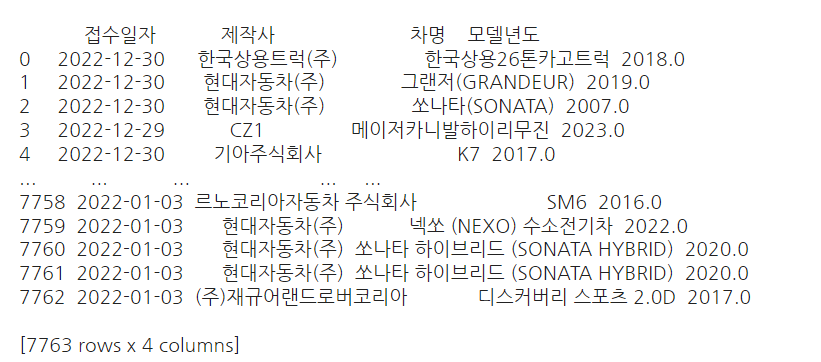 접수일자 제작사 차명 모델년도
0 2022-12-30 한국상용트럭(주) 한국상용26톤카고트럭 2018.0
1 2022-12-30 현대자동차(주) 그랜저(GRANDEUR) 2019.0
2 2022-12-30 현대자동차(주) 쏘나타(SONATA) 2007.0
3 2022-12-29 CZ1 메이저카니발하이리무진 2023.0
4 2022-12-30 기아주식회사 K7 2017.0
... ... ... ... ...
7758 2022-01-03 르노코리아자동차 주식회사 SM6 2016.0
7759 2022-01-03 현대자동차(주) 넥쏘 (NEXO) 수소전기차 2022.0
7760 2022-01-03 현대자동차(주) 쏘나타 하이브리드 (SONATA HYBRID) 2020.0
7761 2022-01-03 현대자동차(주) 쏘나타 하이브리드 (SONATA HYBRID) 2020.0
7762 2022-01-03 (주)재규어랜드로버코리아 디스커버리 스포츠 2.0D 2017.0
[7763 rows x 4 columns]